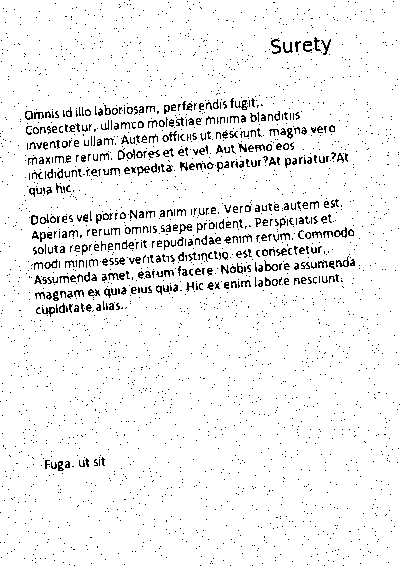 Surety
Omnis id illo laboriosam, perferendis fugit,.
Consectetur, ullamco molestiae minima blanditiis
inventore ullam. Autem officiis ut nesciunt. magna vero
maxime rerum. Dolores et et vel. Aut Nemo eos
incididunt rerum expedita. Nemo pariatur?At pariatur?At
quia hic.
Dolores vel porro Nam anim irure. Vero aute autem est.
Aperiam, rerum omnis saepe proident,. Perspiciatis et
soluta reprehenderit repudiandae enim rerum. Commodo
modi minim esse veritatis distinctio. est consectetur,.
Assumenda amet, earum facere. Nobis labore assumenda
magnam ex quia eius quia. Hic ex enim labore nesciunt.
cupiditate alias..
Fuga. ut sit